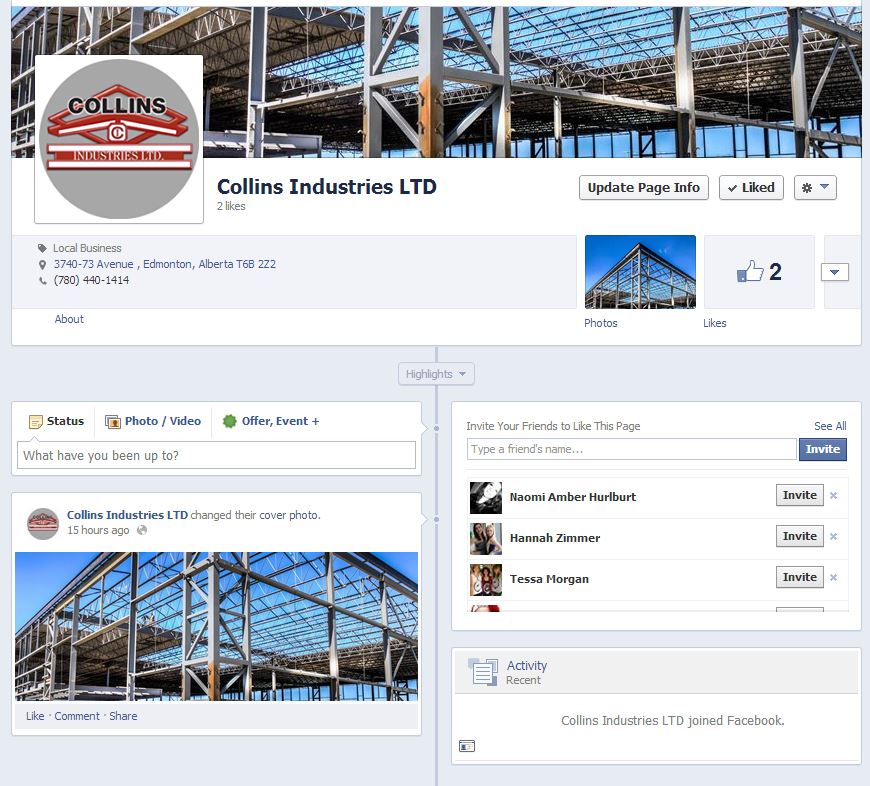 COLLINS
CC
INDUSTRIES LTD.
Collins Industries LTD
2 likes
Update Page Info
Liked
Local Business
3740-73 Avenue , Edmonton, Alberta T6B 2Z2
(780) 440-1414
About
2
Photos
Likes
Highlights
Status
Photo / Video
Offer, Event +
What have you been up to?
Collins Industries LTD changed their cover photo.
15 hours ago
Like · Comment · Share
Invite Your Friends to Like This Page
See All
Type a friend's name...
Invite
Naomi Amber Hurlburt
Invite
Hannah Zimmer
Invite
Tessa Morgan
Invite
Activity
Recent
Collins Industries LTD joined Facebook.